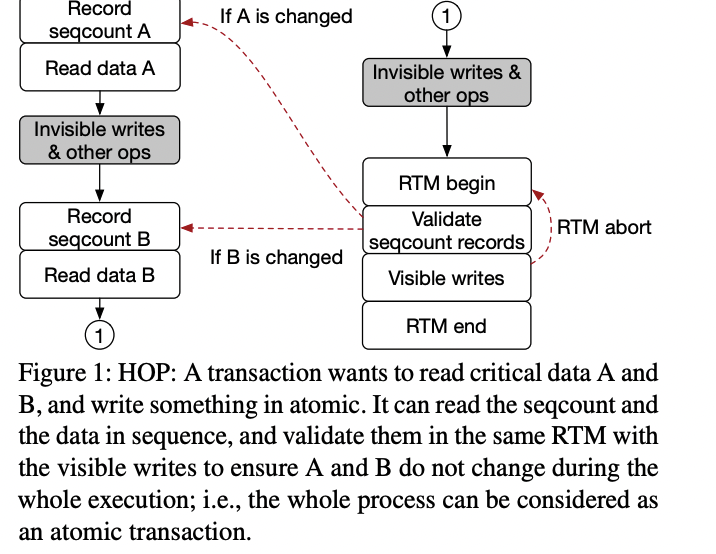 Record
seqcount A
Read data A
Invisible writes
& other ops
Record
seqcount B
Read data B
1
If A is changed
If B is changed
1
Invisible writes &
other ops
RTM begin
Validate
seqcount records
Visible writes
RTM end
RTM abort
Figure 1: HOP: A transaction wants to read critical data A and
B, and write something in atomic. It can read the seqcount and
the data in sequence, and validate them in the same RTM with
the visible writes to ensure A and B do not change during the
whole execution; i.e., the whole process can be considered as
an atomic transaction.